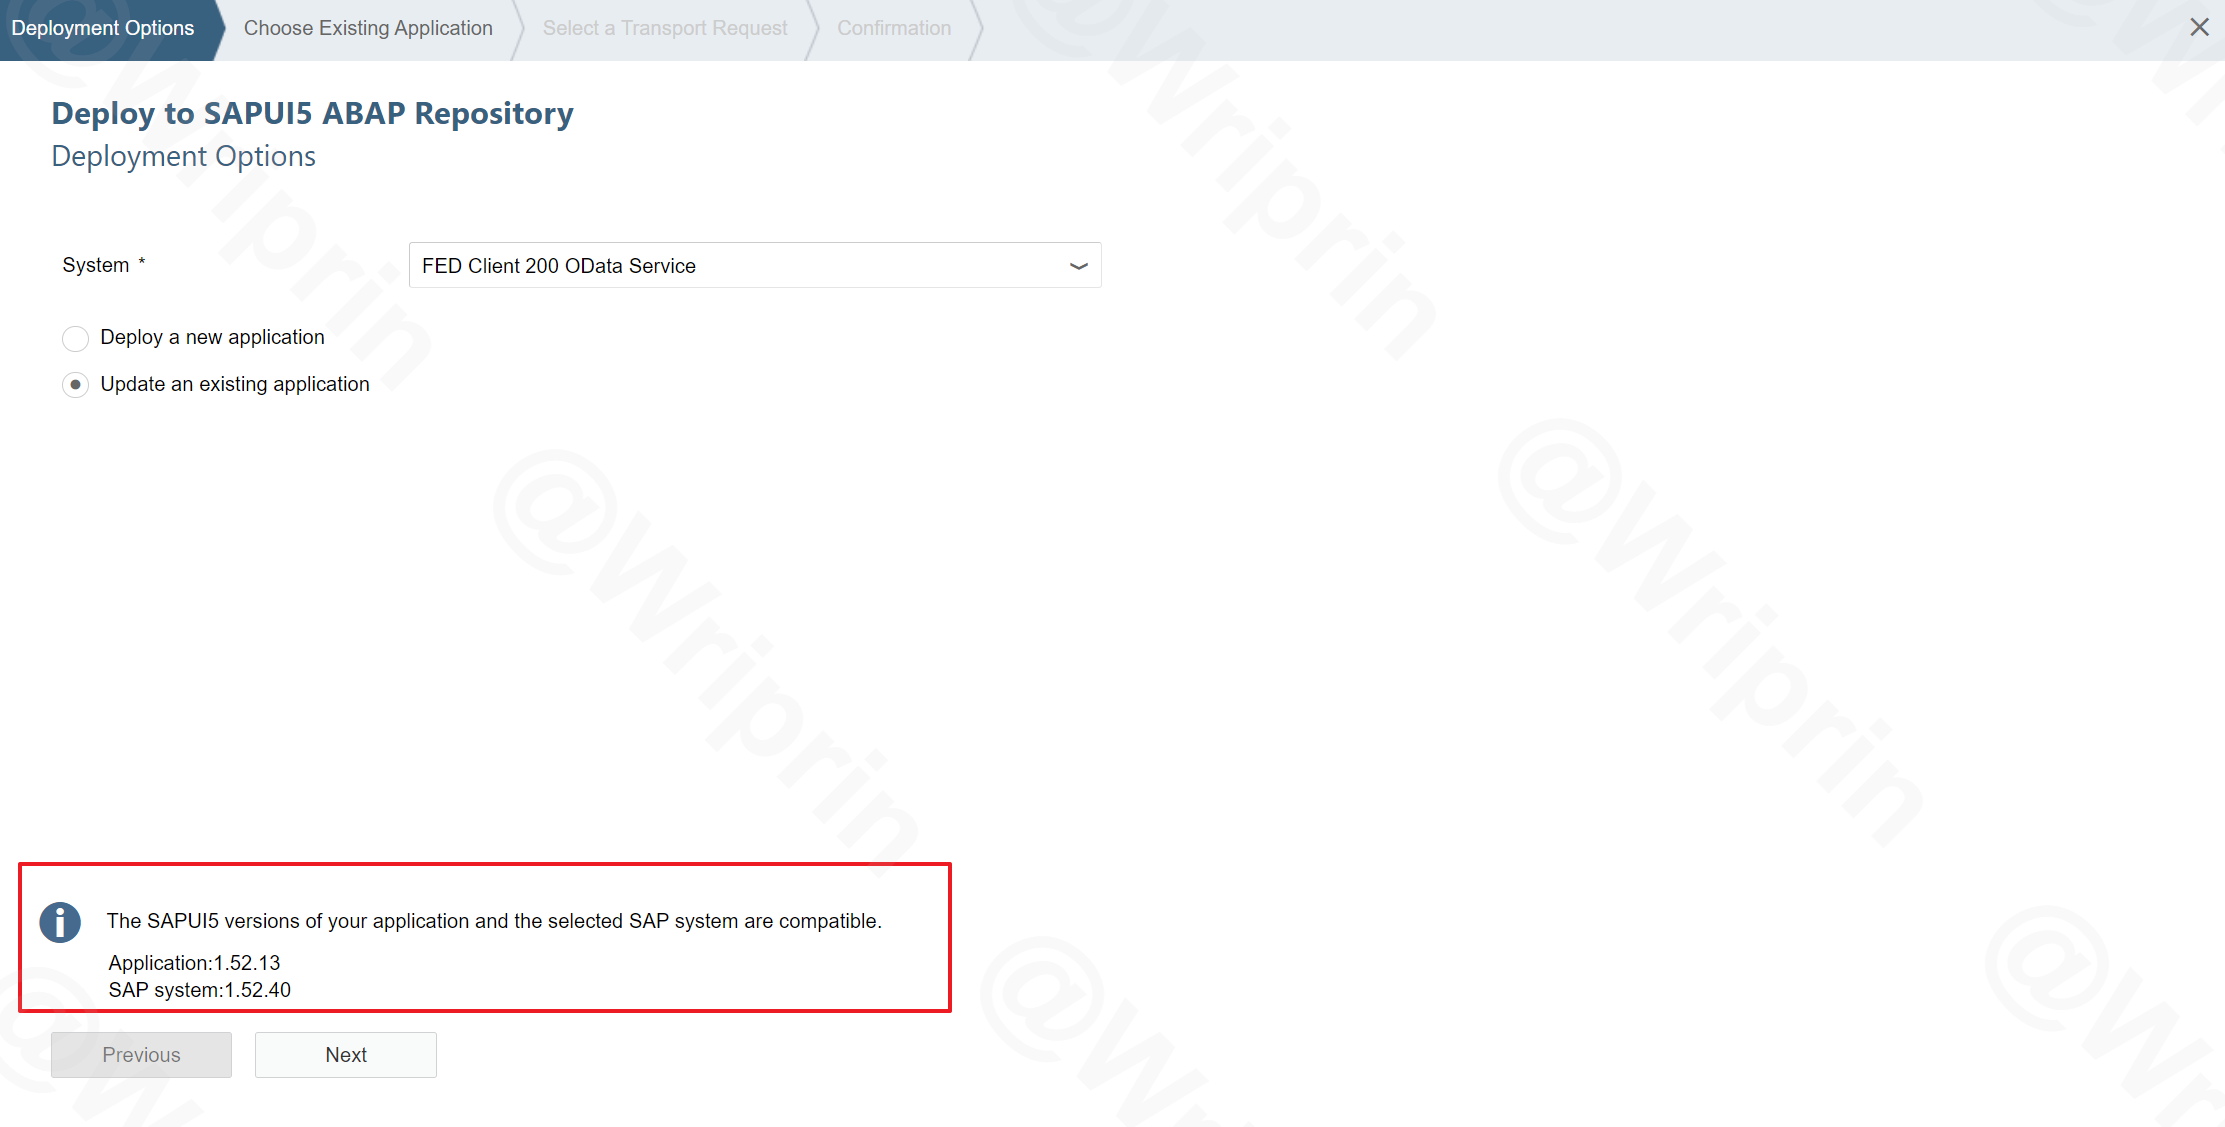 Deployment Options
Choose Existing Application
Select a Transport Request
Confirmation
Deploy to SAPUI5 ABAP Repository
Deployment Options
System *
FED Client 200 OData Service
Deploy a new application
Update an existing application
The SAPUI5 versions of your application and the selected SAP system are compatible.
Application:1.52.13
SAP system:1.52.40
Previous
Next
@Wriprin
@Wriprin
@Wriprin
@Wriprin